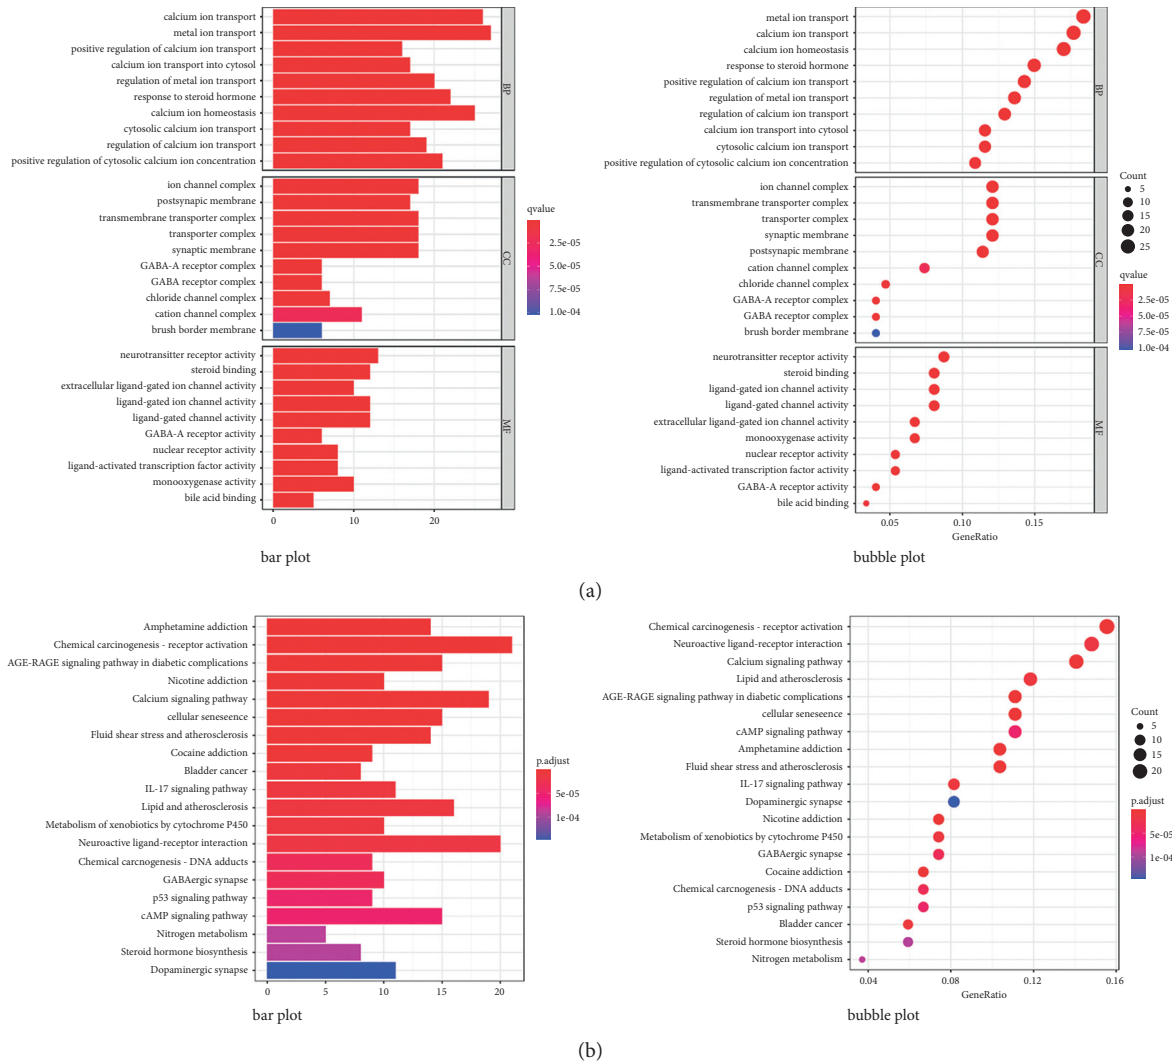 calcium ion transport
metal ion transport
positive regulation of calcium ion transport
calcium ion transport into cytosol
regulation of metal ion transport
response to steroid hormone
calcium ion homeostasis
cytosolic calcium ion transport
regulation of calcium ion transport
positive regulation of cytosolic calcium ion concentration
BP
ion channel complex
postsynapic membrane
transmembrane transporter complex
transporter complex
synaptic membrane
GABA-A receptor complex
GABA receptor complex
chloride channel complex
cation channel complex
brush border membrane
CC
neurotransitter receptor activity
steroid binding
extracellular ligand-gated ion channel activity
ligand-gated ion channel activity
ligand-gated channel activity
GABA-A receptor activity
nuclear receptor activity
ligand-activated transcription factor activity
monooxygenase activity
bile acid binding
MF
0 10 20
qvalue
2.5e-05
5.0e-05
7.5e-05
1.0e-04
bar plot
metal ion transport
calcium ion transport
calcium ion homeostasis
response to steroid hormone
positive regulation of calcium ion transport
regulation of metal ion transport
regulation of calcium ion transport
calcium ion transport into cytosol
cytosolic calcium ion transport
positive regulation of cytosolic calcium ion concentration
BP
ion channel complex
transmembrane transporter complex
transporter complex
synaptic membrane
postsynapic membrane
cation channel complex
chloride channel complex
GABA-A receptor complex
GABA receptor complex
brush border membrane
CC
neurotransitter receptor activity
steroid binding
ligand-gated ion channel activity
ligand-gated channel activity
extracellular ligand-gated ion channel activity
monooxygenase activity
nuclear receptor activity
ligand-activated transcription factor activity
GABA-A receptor activity
bile acid binding
MF
0.05 0.10 0.15
GeneRatio
Count
5
10
15
20
25
qvalue
2.5e-05
5.0e-05
7.5e-05
1.0e-04
bubble plot
(a)
Amphetamine addiction
Chemical carcinogenesis - receptor activation
AGE-RAGE signaling pathway in diabetic complications
Nicotine addiction
Calcium signaling pathway
cellular seneseence
Fluid shear stress and atherosclerosis
Cocaine addiction
Bladder cancer
IL-17 signaling pathway
Lipid and atherosclerosis
Metabolism of xenobiotics by cytochrome P450
Neuroactive ligand-receptor interaction
Chemical carcnogenesis - DNA adducts
GABAergic synapse
p53 signaling pathway
cAMP signaling pathway
Nitrogen metabolism
Steroid hormone biosynthesis
Dopaminergic synapse
0 5 10 15 20
p.adjust
5e-05
1e-04
bar plot
Chemical carcinogenesis - receptor activation
Neuroactive ligand-receptor interaction
Calcium signaling pathway
Lipid and atherosclerosis
AGE-RAGE signaling pathway in diabetic complications
cellular seneseence
cAMP signaling pathway
Amphetamine addiction
Fluid shear stress and atherosclerosis
IL-17 signaling pathway
Dopaminergic synapse
Nicotine addiction
Metabolism of xenobiotics by cytochrome P450
GABAergic synapse
Cocaine addiction
Chemical carcnogenesis - DNA adducts
p53 signaling pathway
Bladder cancer
Steroid hormone biosynthesis
Nitrogen metabolism
0.04 0.08 0.12 0.16
GeneRatio
Count
5
10
15
20
p.adjust
5e-05
1e-04
bubble plot
(b)